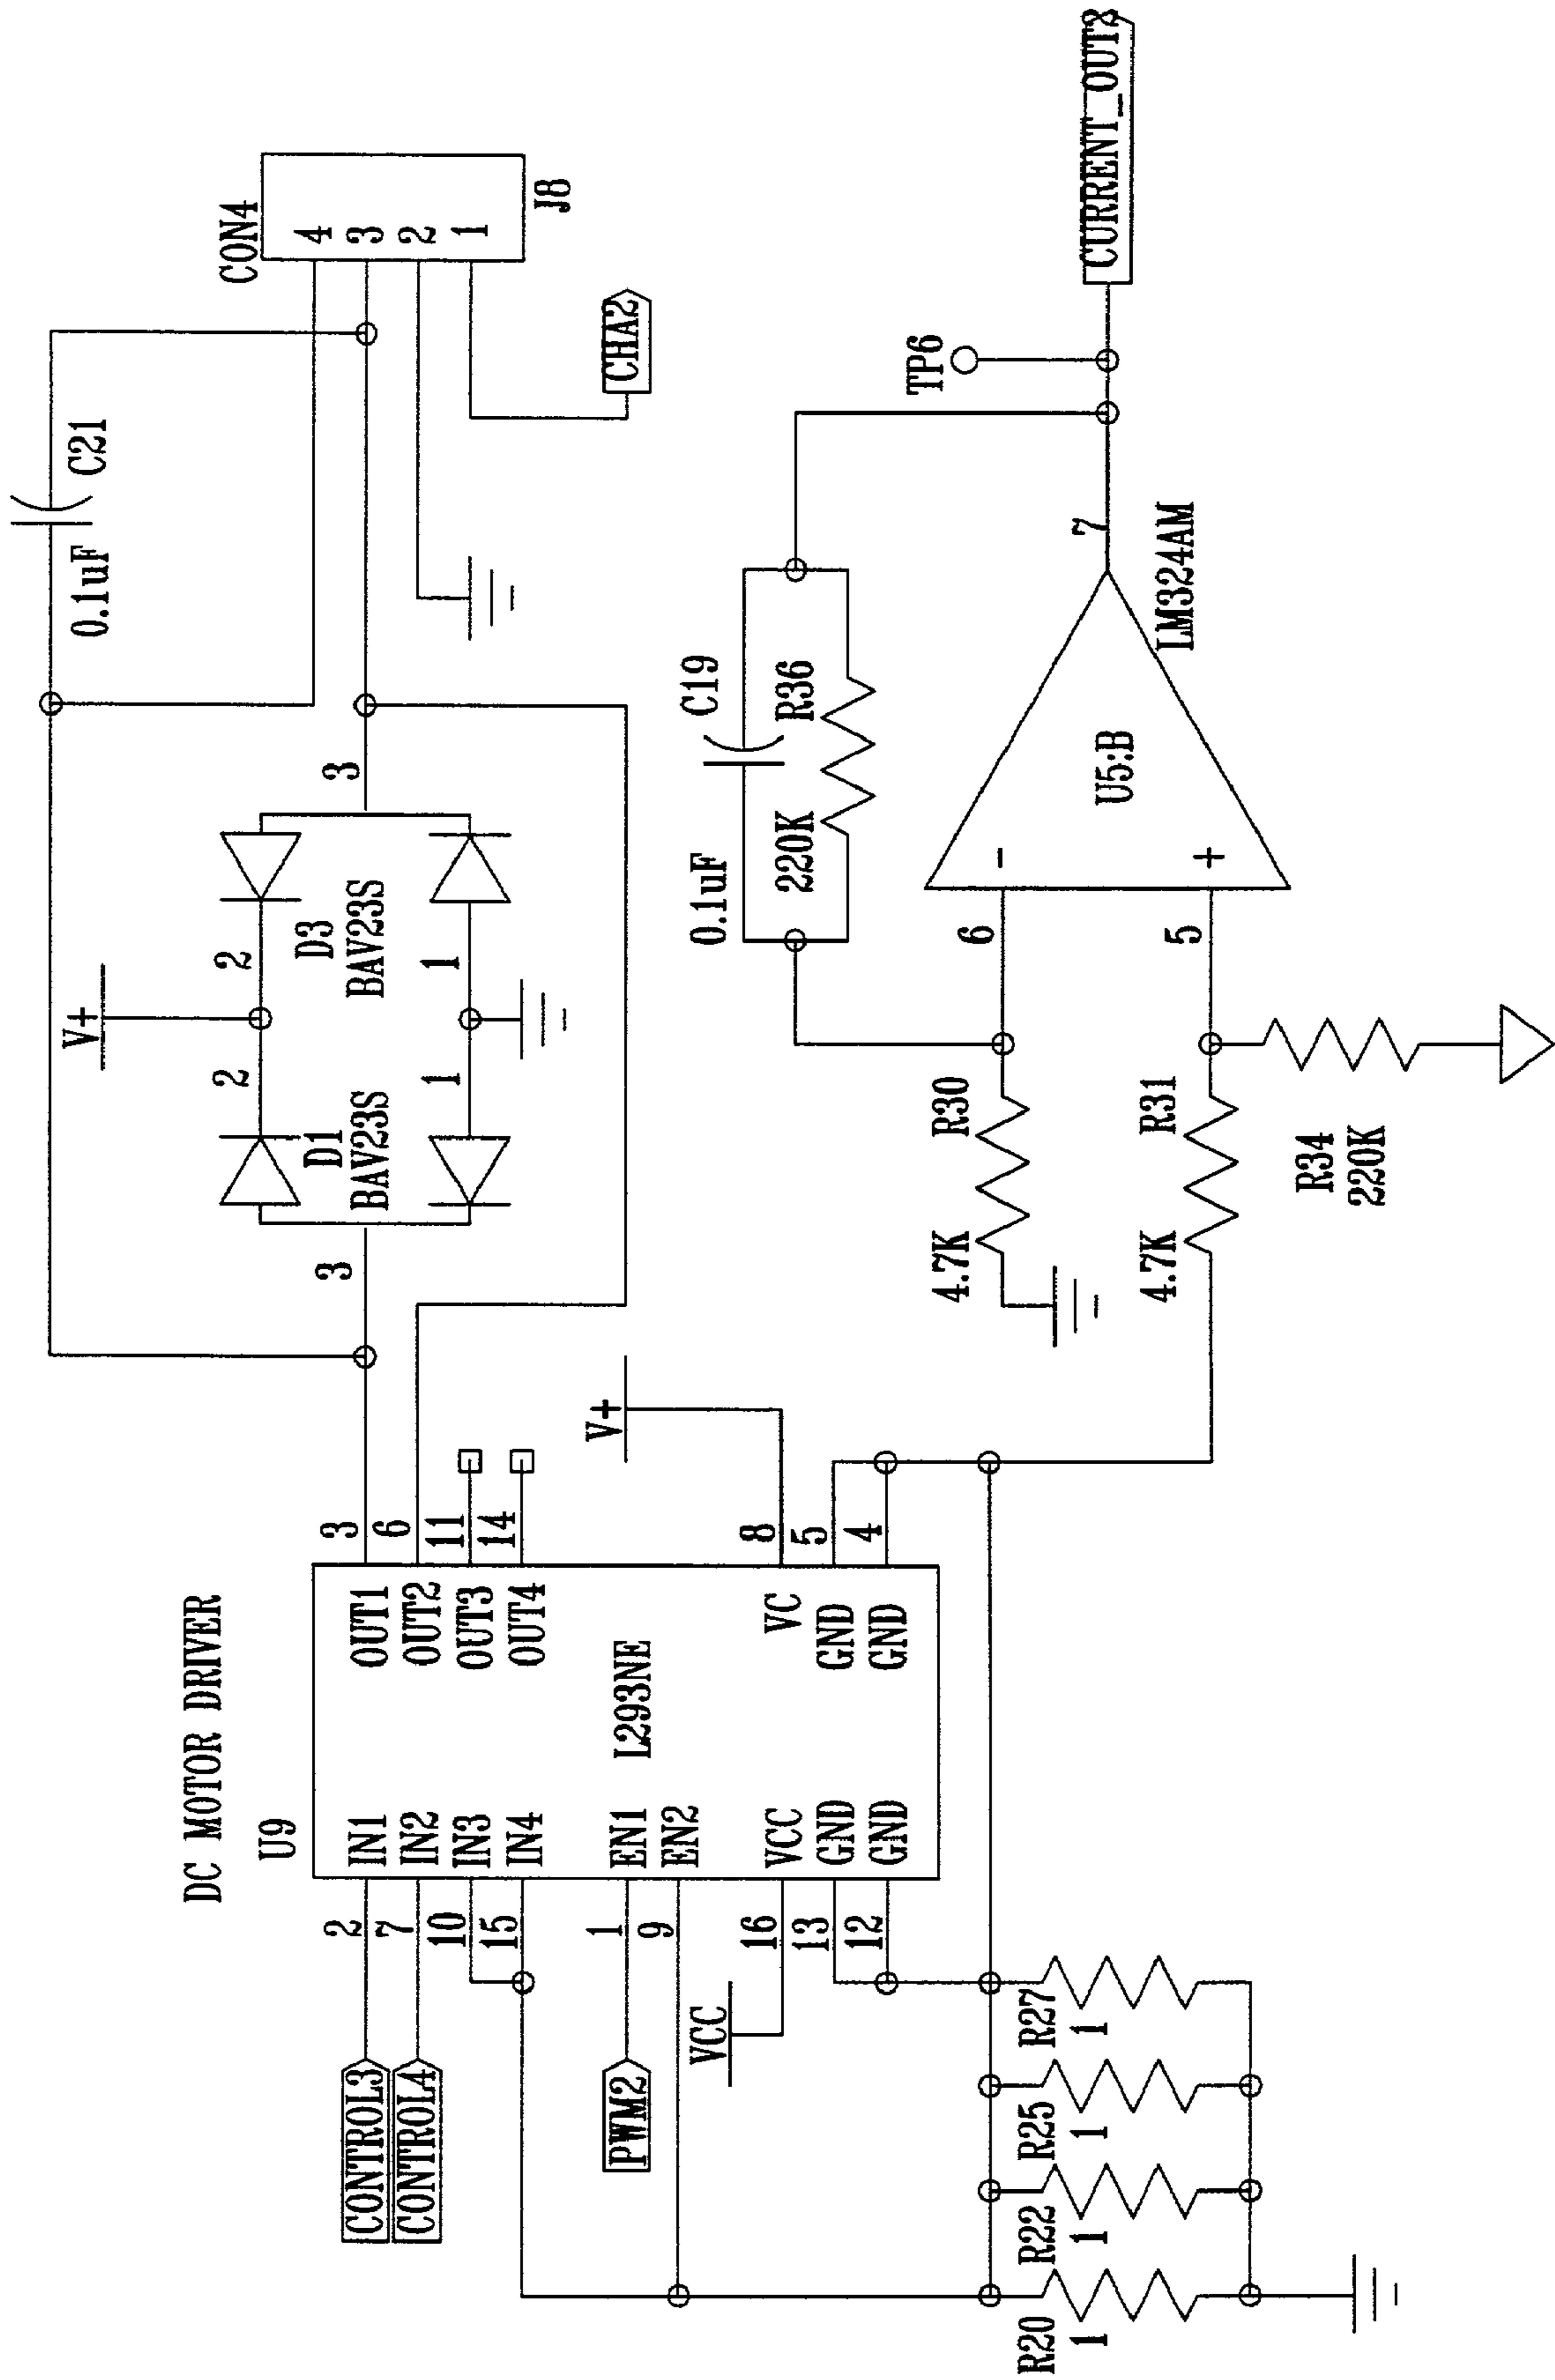 DC MOTOR DRIVER
U9
CONTROL3
CONTROL4
PWM2
VCC
2
7
10
15
1
9
16
13
12
IN1
IN2
IN3
IN4
EN1
EN2
VCC
GND
GND
L293NE
OUT1
OUT2
OUT3
OUT4
VC
GND
GND
3
6
11
14
8
5
4
V+
R20
1
R22
1
R25
1
R27
1
3
D1
BAV23S
2
1
V+
2
1
D3
BAV23S
3
0.1uF
C21
CON4
4
3
2
1
J8
CHA2
4.7K
R30
4.7K
R31
R34
220K
6
5
-
+
U5:B
LM324AM
7
0.1uF
C19
220K
R36
TP6